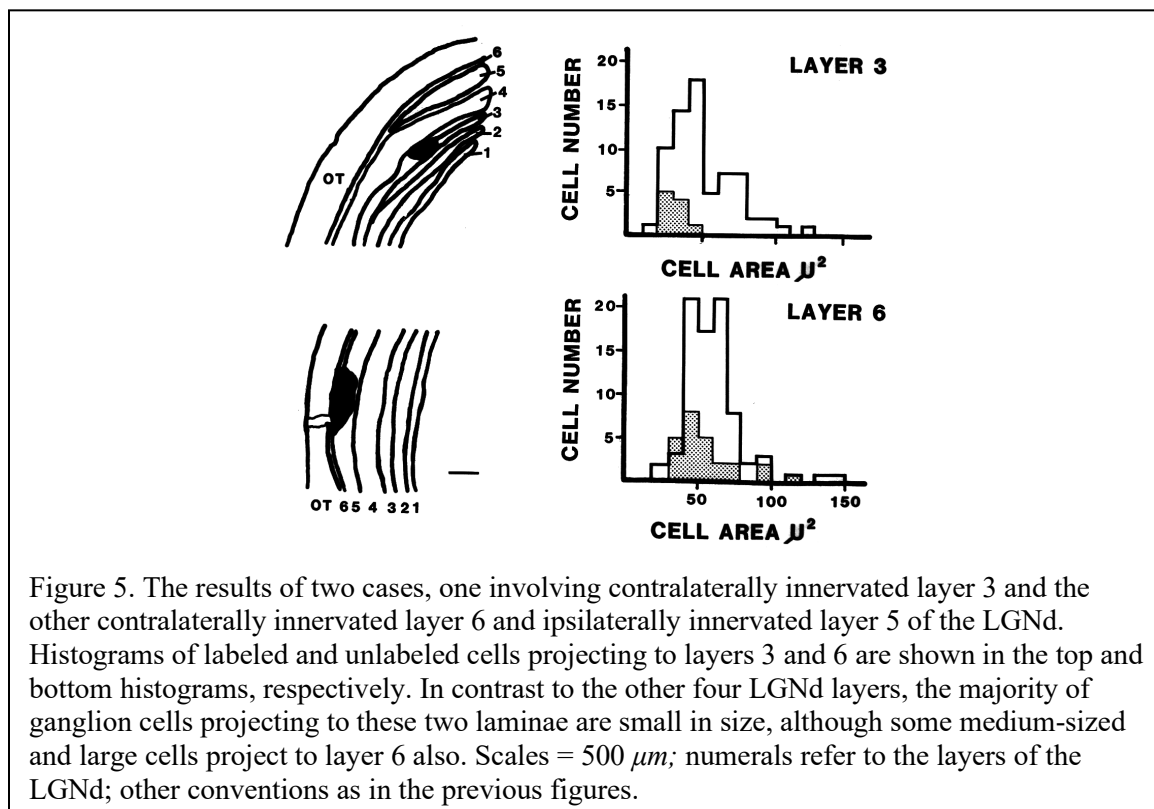 6
5
4
3
2
1
OT
20
15
10
5
CELL NUMBER
LAYER 3
CELL AREA µ²
OT 65 4 321
20
15
10
5
CELL NUMBER
LAYER 6
50 100 150
CELL AREA µ²
Figure 5. The results of two cases, one involving contralaterally innervated layer 3 and the
other contralaterally innervated layer 6 and ipsilaterally innervated layer 5 of the LGNd.
Histograms of labeled and unlabeled cells projecting to layers 3 and 6 are shown in the top and
bottom histograms, respectively. In contrast to the other four LGNd layers, the majority of
ganglion cells projecting to these two laminae are small in size, although some medium-sized
and large cells project to layer 6 also. Scales = 500 μm; numerals refer to the layers of the
LGNd; other conventions as in the previous figures.